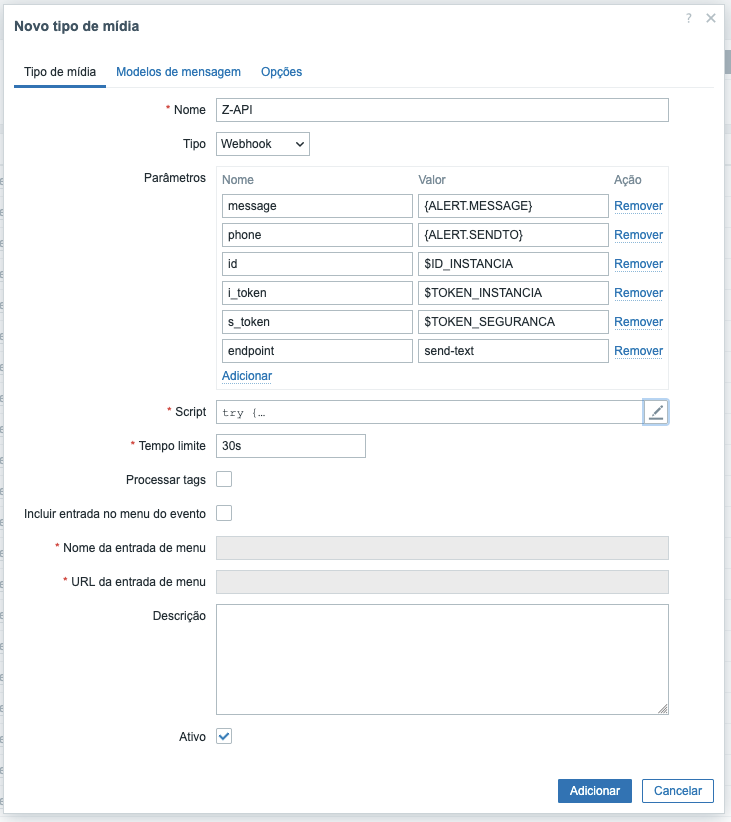 Novo tipo de mídia
?
Tipo de mídia Modelos de mensagem Opções
* Nome Z-API
Tipo Webhook
Parâmetros Nome Valor Ação
message {ALERT.MESSAGE} Remover
phone {ALERT.SENDTO} Remover
id $ID_INSTANCIA Remover
i_token $TOKEN_INSTANCIA Remover
s_token $TOKEN_SEGURANCA Remover
endpoint send-text Remover
Adicionar
* Script try {…
* Tempo limite 30s
Processar tags
Incluir entrada no menu do evento
* Nome da entrada de menu
* URL da entrada de menu
Descrição
Ativo
Adicionar Cancelar